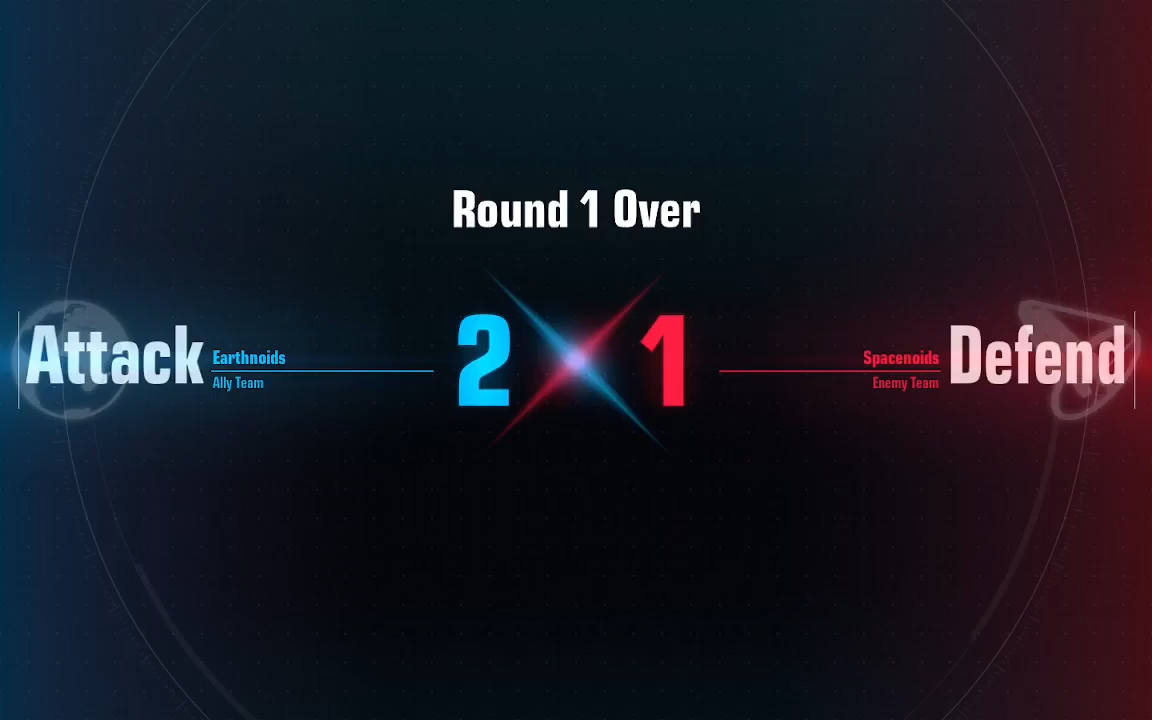 Round 1 Over
Attack
Earthnoids
Ally Team
2
1
Spacenoids
Enemy Team
Defend